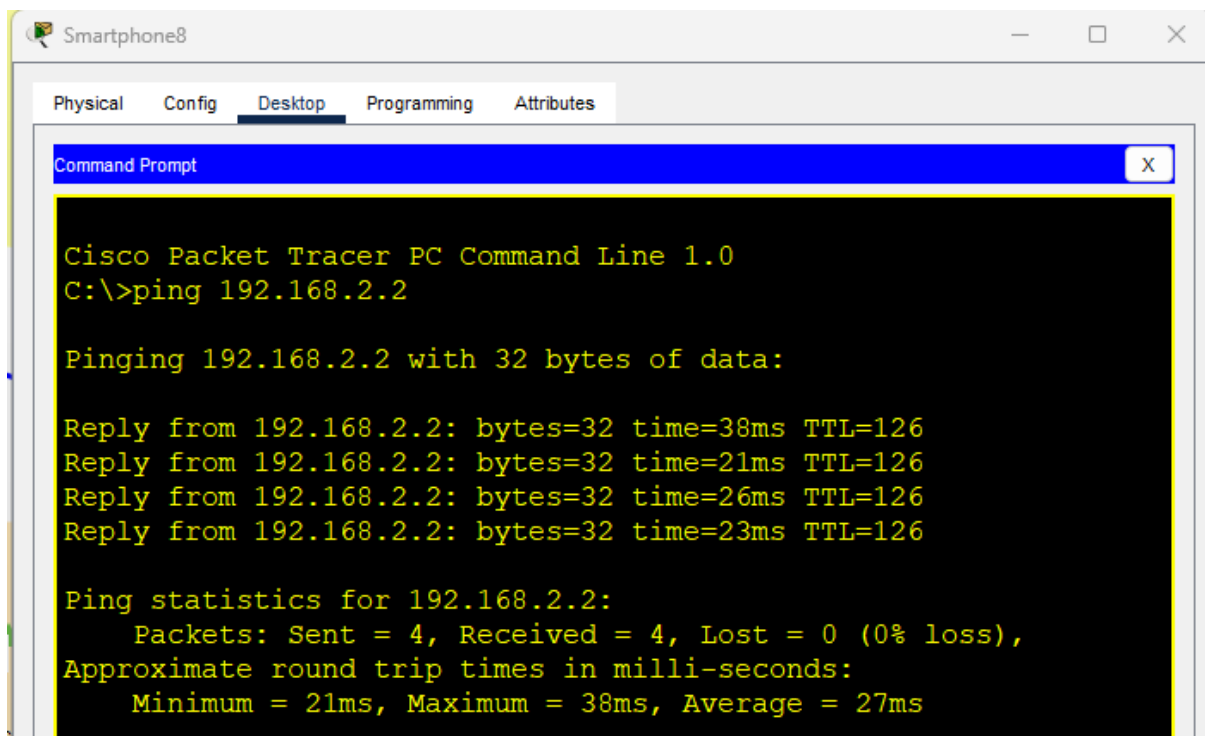 Smartphone8
Physical Config Desktop Programming Attributes
Command Prompt X
Cisco Packet Tracer PC Command Line 1.0
C:\>ping 192.168.2.2
Pinging 192.168.2.2 with 32 bytes of data:
Reply from 192.168.2.2: bytes=32 time=38ms TTL=126
Reply from 192.168.2.2: bytes=32 time=21ms TTL=126
Reply from 192.168.2.2: bytes=32 time=26ms TTL=126
Reply from 192.168.2.2: bytes=32 time=23ms TTL=126
Ping statistics for 192.168.2.2:
Packets: Sent = 4, Received = 4, Lost = 0 (0% loss),
Approximate round trip times in milli-seconds:
Minimum = 21ms, Maximum = 38ms, Average = 27ms